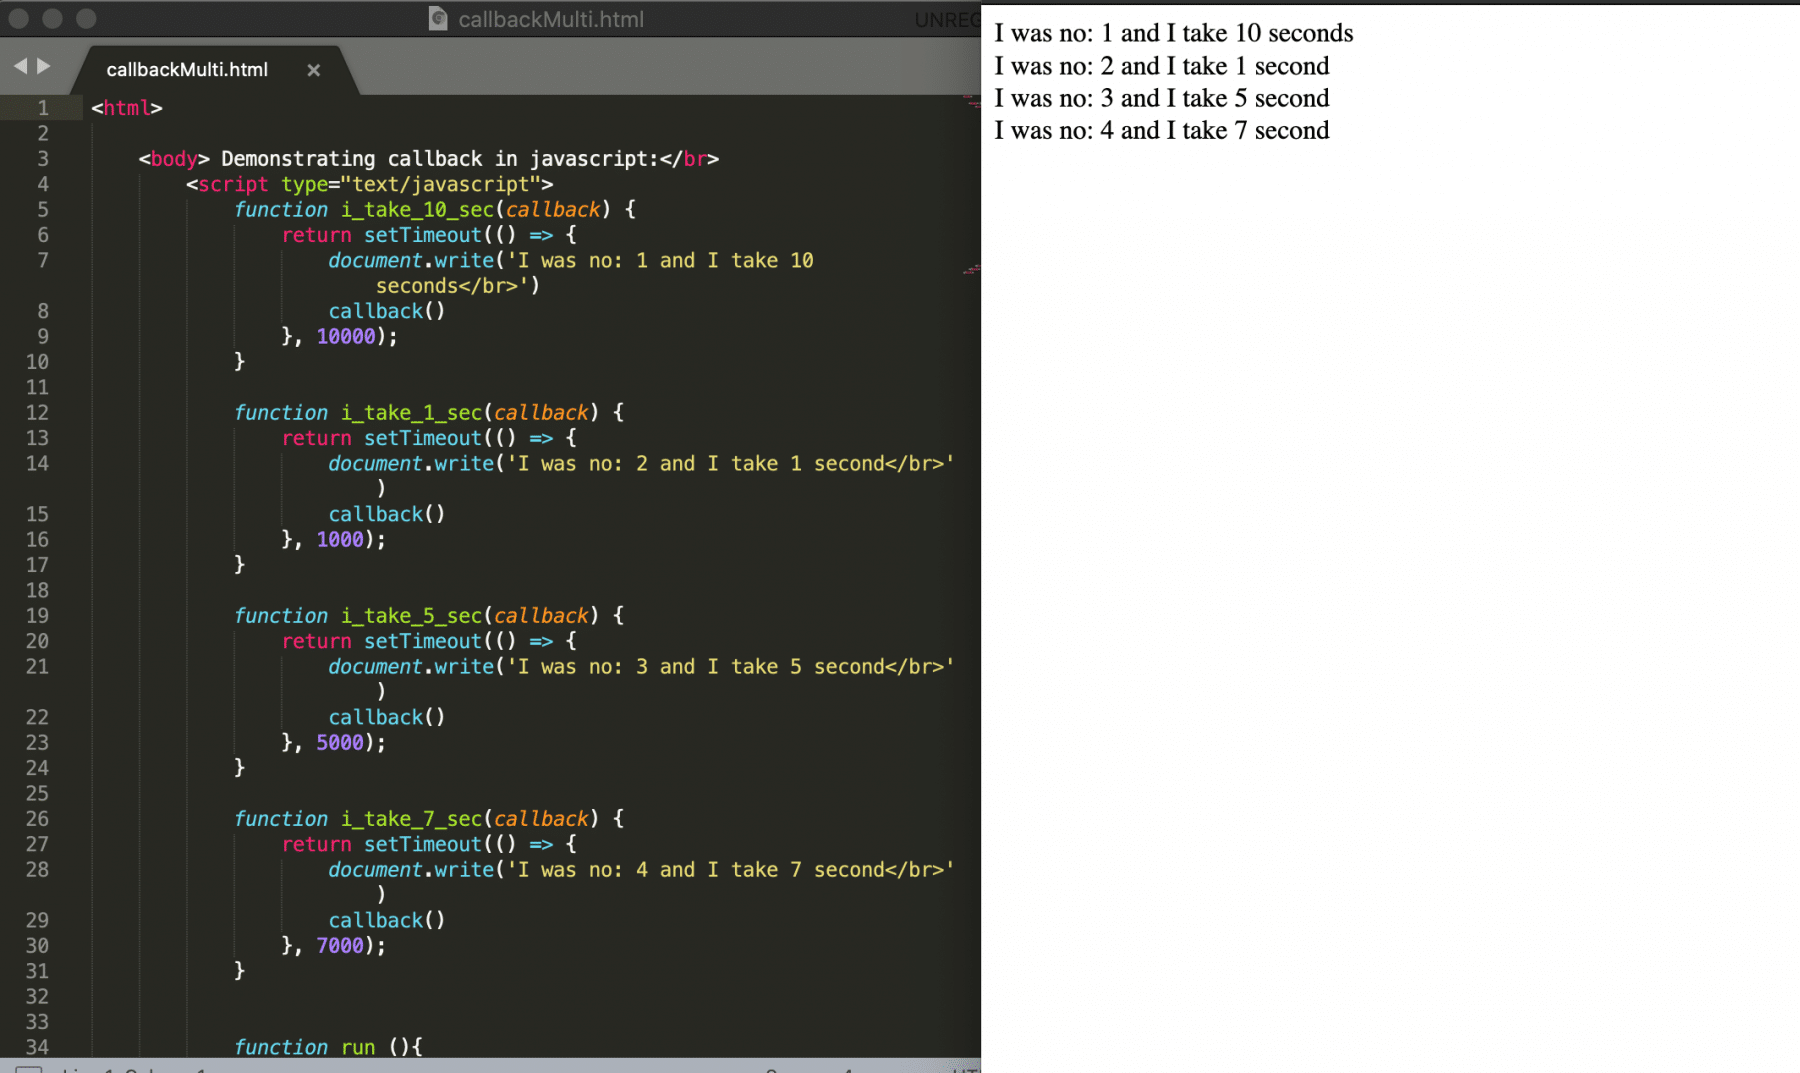 callbackMulti.html
callbackMulti.html ×
1 <html>
2
3 <body> Demonstrating callback in javascript:</br>
4 <script type="text/javascript">
5 function i_take_10_sec(callback) {
6 return setTimeout(() => {
7 document.write('I was no: 1 and I take 10
seconds</br>')
8 callback()
9 }, 10000);
10 }
11
12 function i_take_1_sec(callback) {
13 return setTimeout(() => {
14 document.write('I was no: 2 and I take 1 second</br>'
)
15 callback()
16 }, 1000);
17 }
18
19 function i_take_5_sec(callback) {
20 return setTimeout(() => {
21 document.write('I was no: 3 and I take 5 second</br>'
)
22 callback()
23 }, 5000);
24 }
25
26 function i_take_7_sec(callback) {
27 return setTimeout(() => {
28 document.write('I was no: 4 and I take 7 second</br>'
)
29 callback()
30 }, 7000);
31 }
32
33
34 function run (){
I was no: 1 and I take 10 seconds
I was no: 2 and I take 1 second
I was no: 3 and I take 5 second
I was no: 4 and I take 7 second